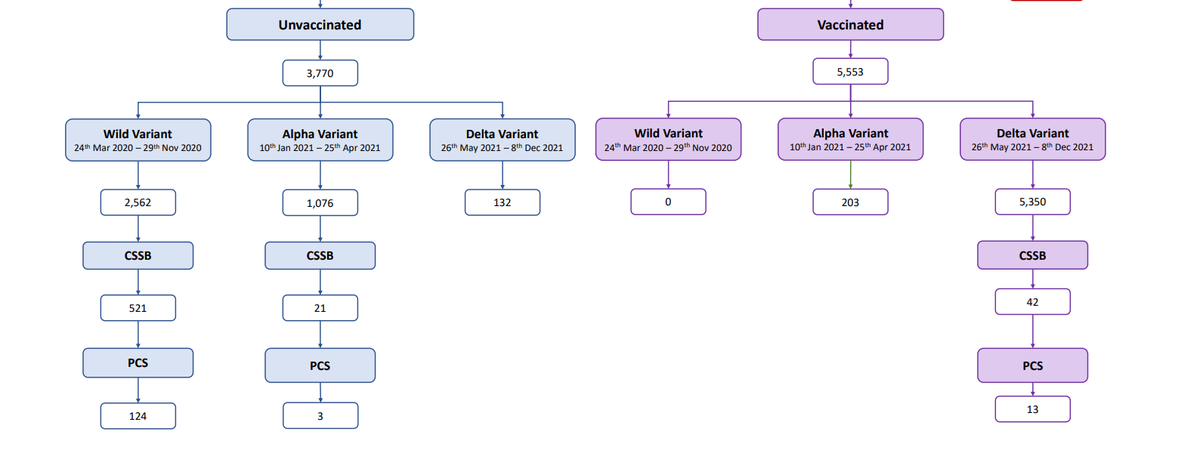 Unvaccinated
Vaccinated
3,770
5,553
Wild Variant
24th Mar 2020 – 29th Nov 2020
Alpha Variant
10th Jan 2021 – 25th Apr 2021
Delta Variant
26th May 2021 – 8th Dec 2021
Wild Variant
24th Mar 2020 – 29th Nov 2020
Alpha Variant
10th Jan 2021 – 25th Apr 2021
Delta Variant
26th May 2021 – 8th Dec 2021
2,562
1,076
132
0
203
5,350
CSSB
CSSB
CSSB
521
21
42
PCS
PCS
PCS
124
3
13